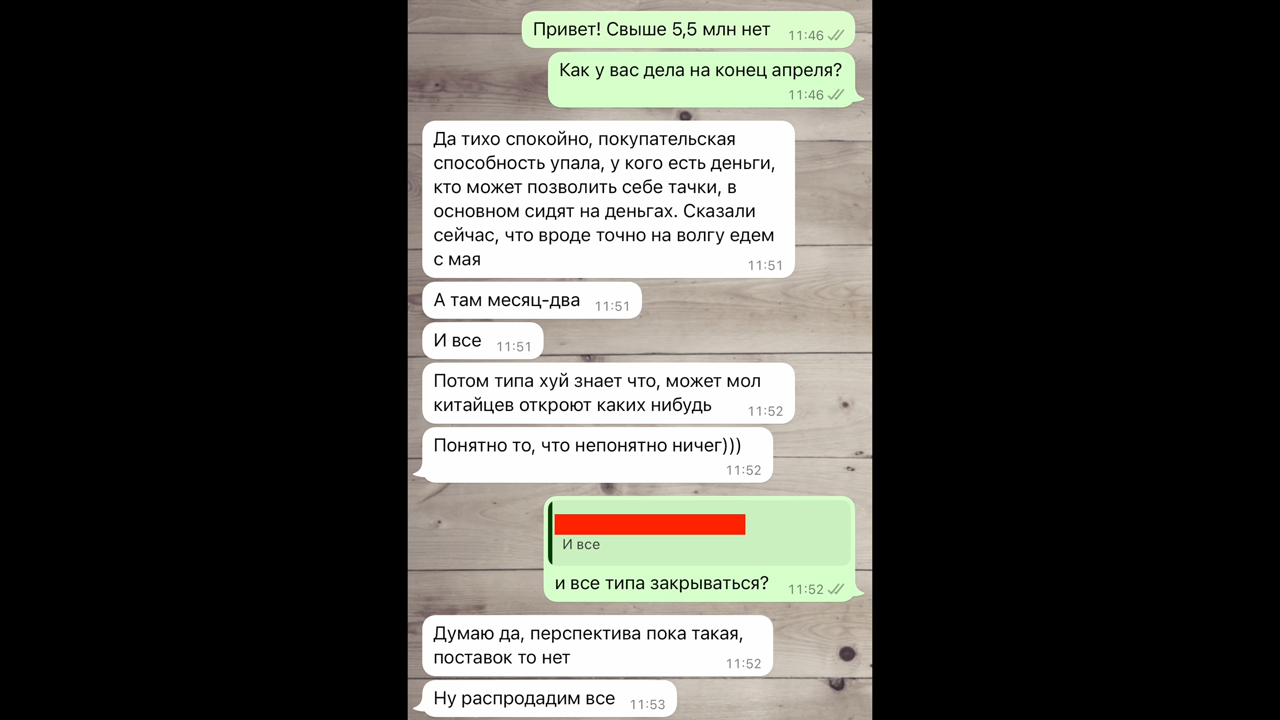 Привет! Свыше 5,5 млн нет
11:46
Как у вас дела на конец апреля?
11:46
Да тихо спокойно, покупательская
способность упала, у кого есть деньги,
кто может позволить себе тачки, в
основном сидят на деньгах. Сказали
сейчас, что вроде точно на волгу едем
с мая
11:51
А там месяц-два
11:51
И все
11:51
Потом типа хуй знает что, может мол
китайцев откроют каких нибудь
11:52
Понятно то, что непонятно ничег)))
11:52
И все
и все типа закрываться?
11:52
Думаю да, перспектива пока такая,
поставок то нет
11:52
Ну распродадим все
11:53